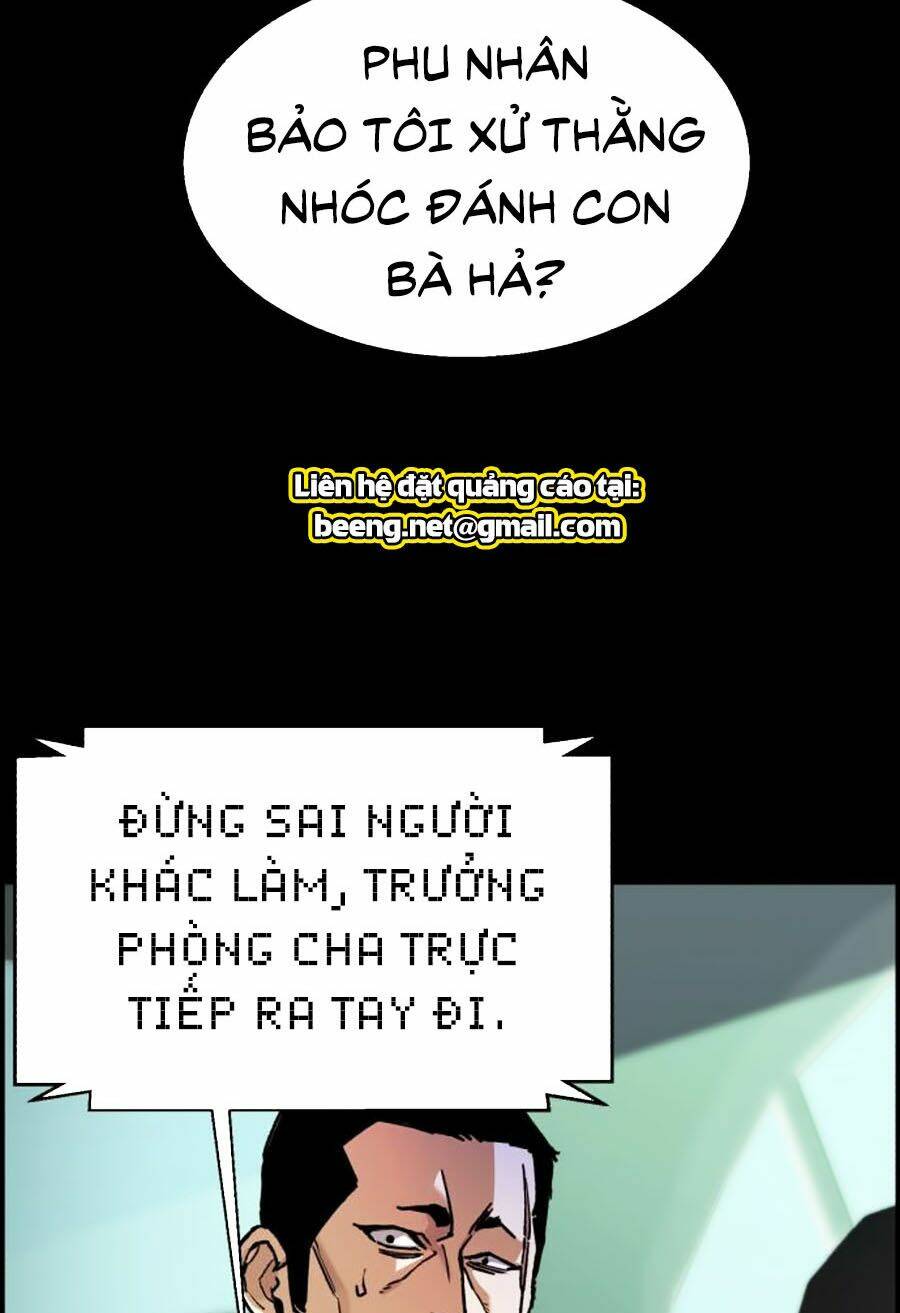 PHU NHÂN
BẢO TÔI XỬ THẰNG
NHÓC ĐÁNH CON
BÀ HẢ?
Liên hệ đặt quảng cáo tại:
beeng.net@gmail.com
ĐỪNG SAI NGƯỜI
KHÁC LÀM, TRƯỞNG
PHÒNG CHA TRỰC
TIẾP RA TAY ĐI.